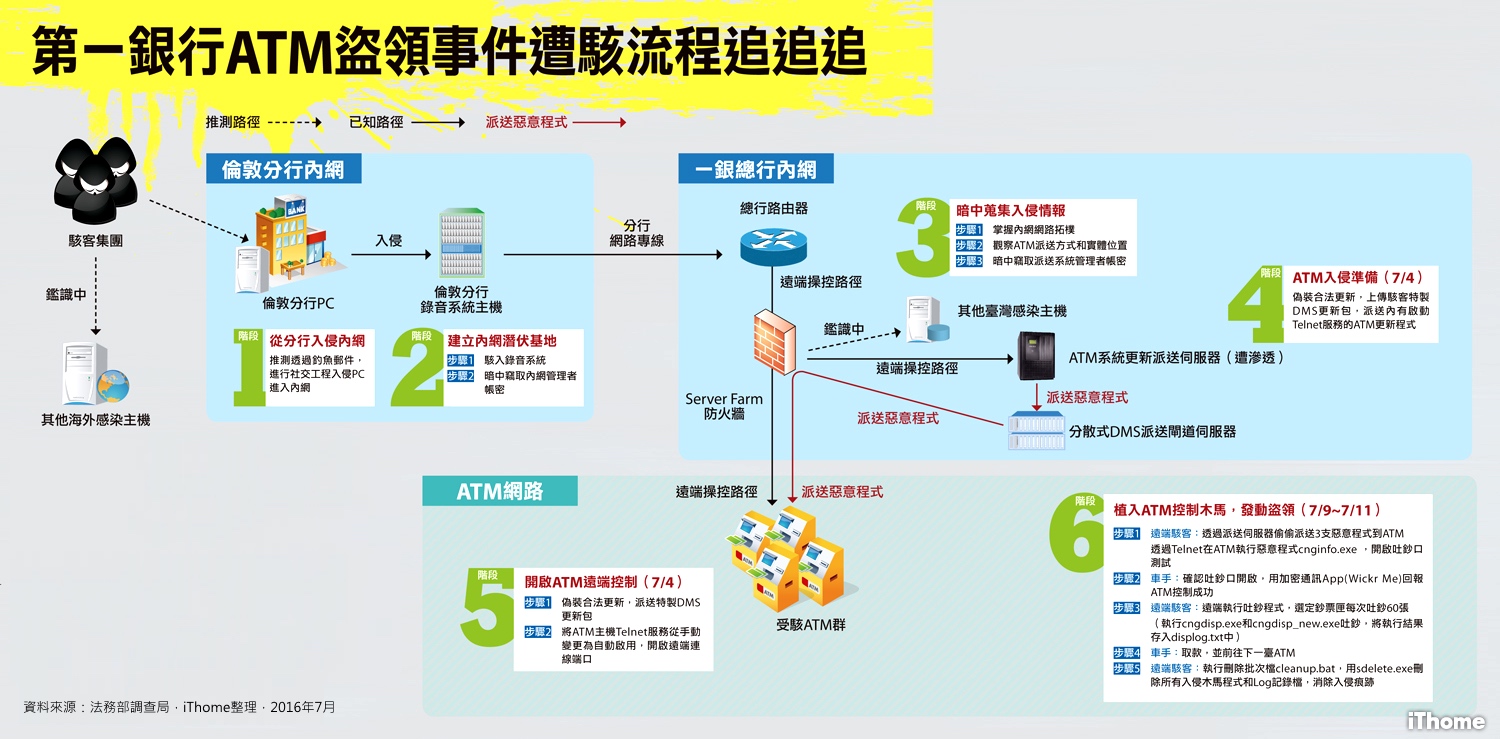 第一銀行ATM盜領事件遭駭流程追追追
推測路徑
已知路徑
派送惡意程式
駭客集團
鑑識中
其他海外感染主機
倫敦分行內網
入侵
倫敦分行PC
倫敦分行
錄音系統主機
階段
1
從分行入侵內網
推測透過釣魚郵件，
進行社交工程入侵PC
進入內網
階段
2
建立內網潛伏基地
步驟1 駭入錄音系統
步驟2 暗中竊取內網管理者
帳密
分行
網路專線
一銀總行內網
總行路由器
遠端操控路徑
階段
3
暗中蒐集入侵情報
步驟1 掌握內網網路拓樸
步驟2 觀察ATM派送方式和實體位置
步驟3 暗中竊取派送系統管理者帳密
階段
4
ATM入侵準備（7/4）
偽裝合法更新，上傳駭客特製
DMS更新包，派送內有啟動
Telnet服務的ATM更新程式
鑑識中
其他臺灣感染主機
遠端操控路徑
ATM系統更新派送伺服器（遭滲透）
派送惡意程式
Server Farm
防火牆
派送惡意程式
分散式DMS派送閘道伺服器
ATM網路
遠端操控路徑
派送惡意程式
ATM
ATM
ATM
ATM
受駭ATM群
階段
5
開啟ATM遠端控制（7/4）
步驟1 偽裝合法更新，派送特製DMS
更新包
步驟2 將ATM主機Telnet服務從手動
變更為自動啟用，開啟遠端連
線端口
階段
6
植入ATM控制木馬，發動盜領（7/9~7/11）
步驟1 遠端駭客：透過派送伺服器偷偷派送3支惡意程式到ATM
透過Telnet在ATM執行惡意程式cnginfo.exe ，開啟吐鈔口
測試
步驟2 車手：確認吐鈔口開啟，用加密通訊App(Wickr Me)回報
ATM控制成功
步驟3 遠端駭客：遠端執行吐鈔程式，選定鈔票匣每次吐鈔60張
（執行cngdisp.exe和cngdisp_new.exe吐鈔，將執行結果
存入displog.txt中）
步驟4 車手：取款，並前往下一臺ATM
步驟5 遠端駭客：執行刪除批次檔cleanup.bat，用sdelete.exe刪
除所有入侵木馬程式和Log記錄檔，消除入侵痕跡
資料來源：法務部調查局，iThome整理，2016年7月
iThome
BANK